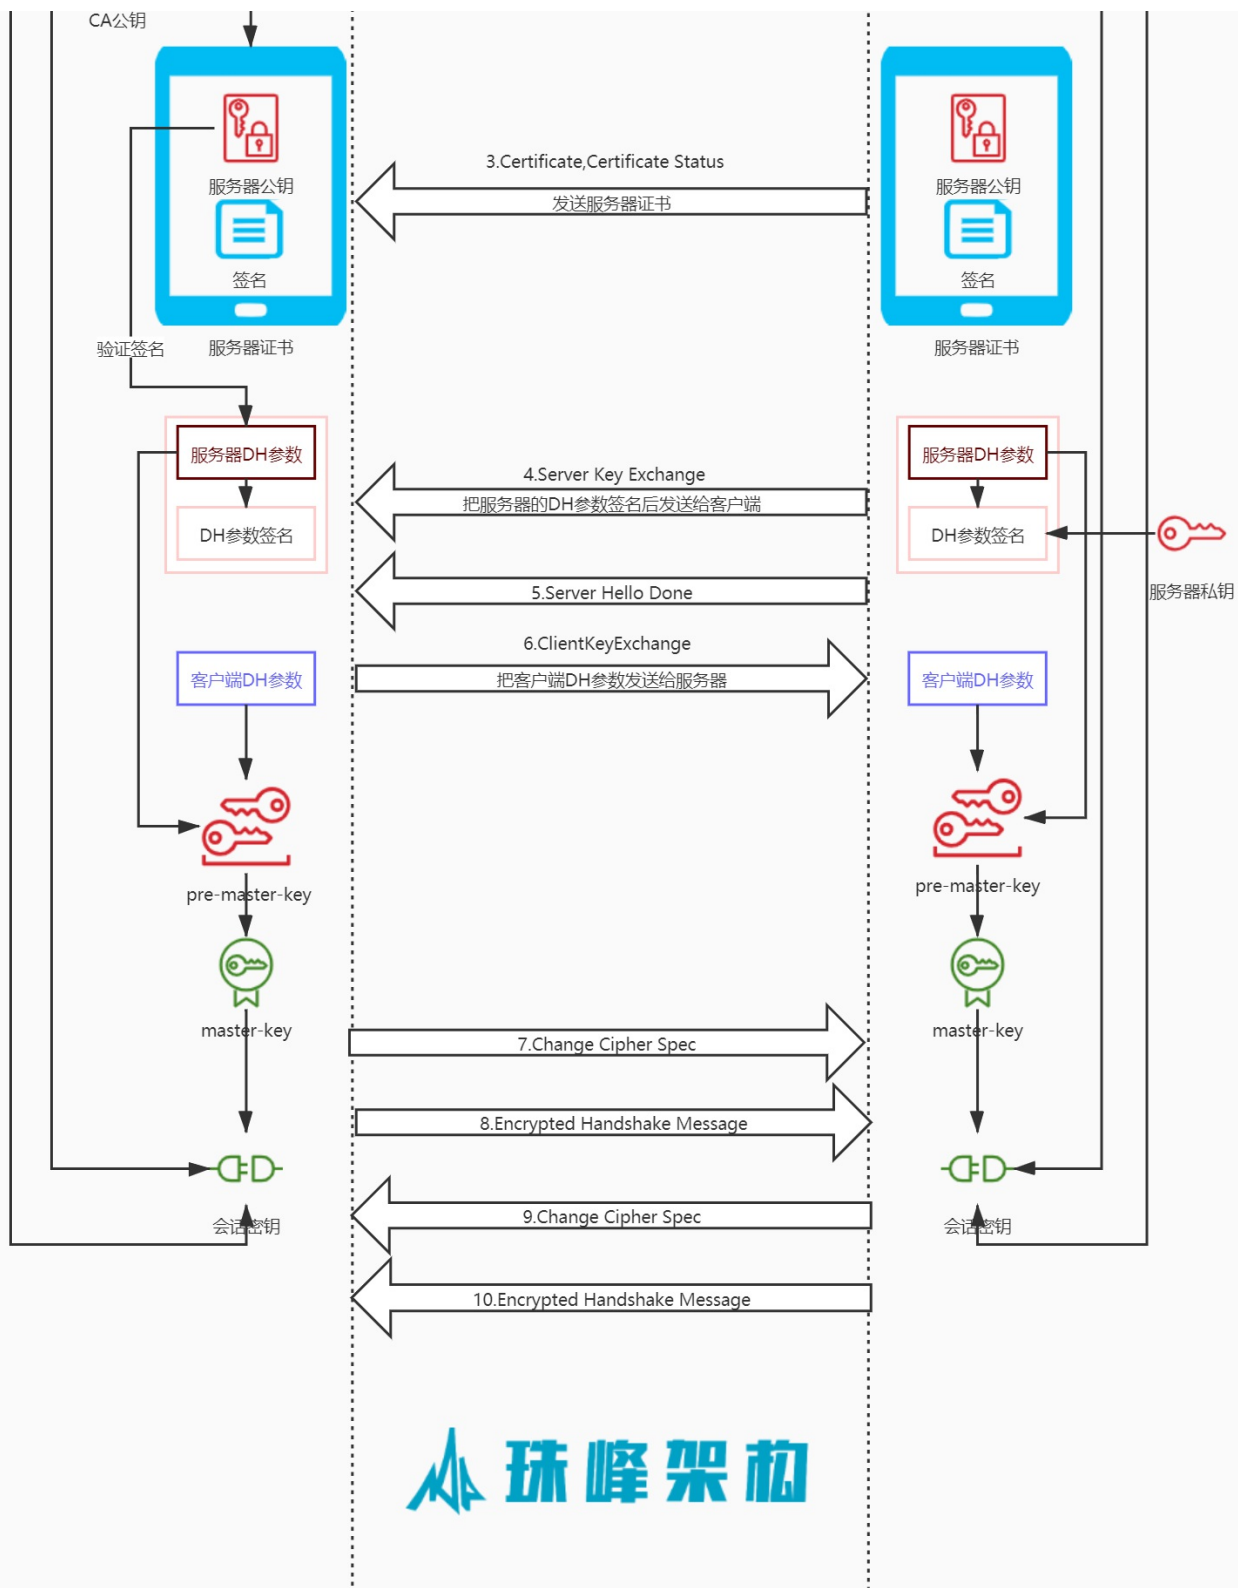 CA公钥
3.Certificate,Certificate Status
发送服务器证书
服务器公钥
签名
服务器证书
服务器公钥
签名
服务器证书
验证签名
服务器DH参数
DH参数签名
4.Server Key Exchange
把服务器的DH参数签名后发送给客户端
服务器DH参数
DH参数签名
服务器私钥
5.Server Hello Done
6.ClientKeyExchange
把客户端DH参数发送给服务器
客户端DH参数
客户端DH参数
pre-master-key
pre-master-key
master-key
master-key
7.Change Cipher Spec
8.Encrypted Handshake Message
会话密钥
会话密钥
9.Change Cipher Spec
10.Encrypted Handshake Message
珠峰架构